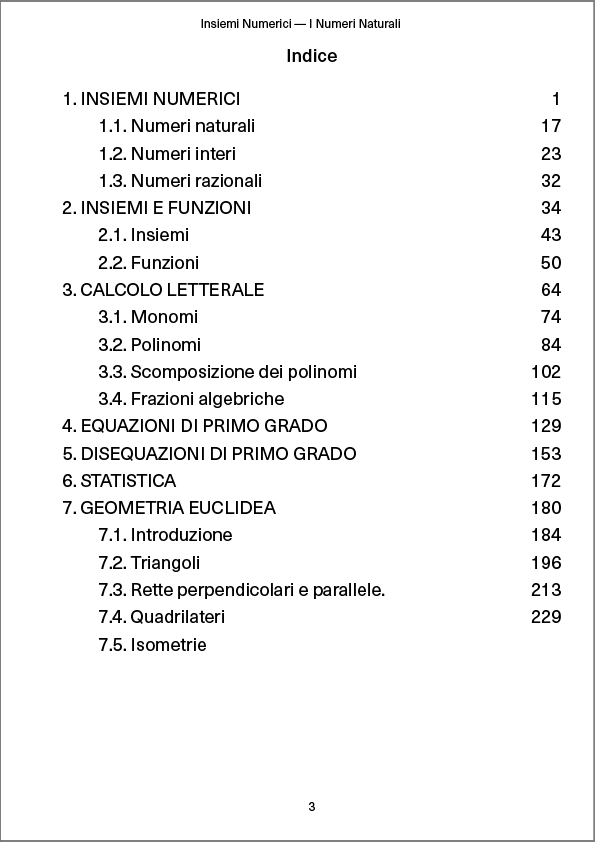 Insiemi Numerici — I Numeri Naturali
Indice
1. INSIEMI NUMERICI 1
1.1. Numeri naturali 17
1.2. Numeri interi 23
1.3. Numeri razionali 32
2. INSIEMI E FUNZIONI 34
2.1. Insiemi 43
2.2. Funzioni 50
3. CALCOLO LETTERALE 64
3.1. Monomi 74
3.2. Polinomi 84
3.3. Scomposizione dei polinomi 102
3.4. Frazioni algebriche 115
4. EQUAZIONI DI PRIMO GRADO 129
5. DISEQUAZIONI DI PRIMO GRADO 153
6. STATISTICA 172
7. GEOMETRIA EUCLIDEA 180
7.1. Introduzione 184
7.2. Triangoli 196
7.3. Rette perpendicolari e parallele. 213
7.4. Quadrilateri 229
7.5. Isometrie
3